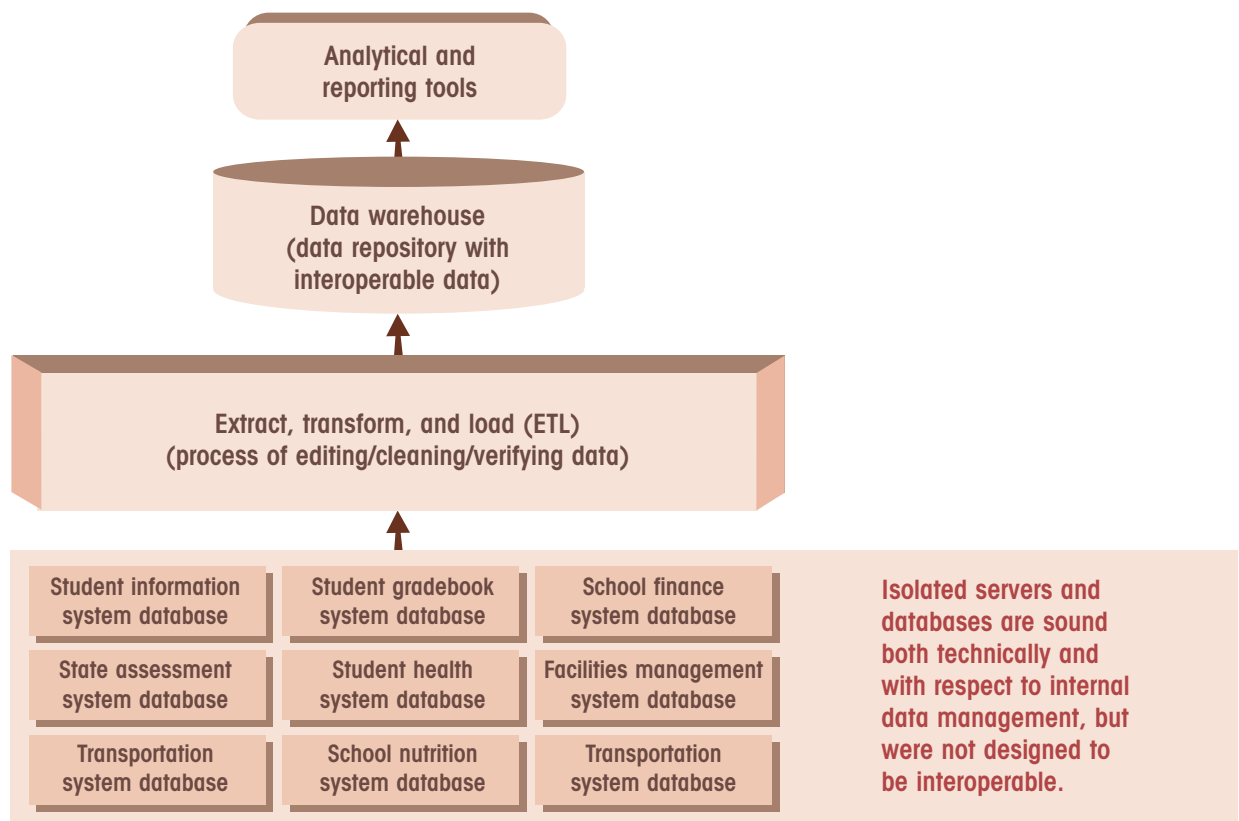 Analytical and
reporting tools
Data warehouse
(data repository with
interoperable data)
Extract, transform, and load (ETL)
(process of editing/cleaning/verifying data)
Student information
system database
Student gradebook
system database
School finance
system database
State assessment
system database
Student health
system database
Facilities management
system database
Transportation
system database
School nutrition
system database
Transportation
system database
Isolated servers and
databases are sound
both technically and
with respect to internal
data management, but
were not designed to
be interoperable.